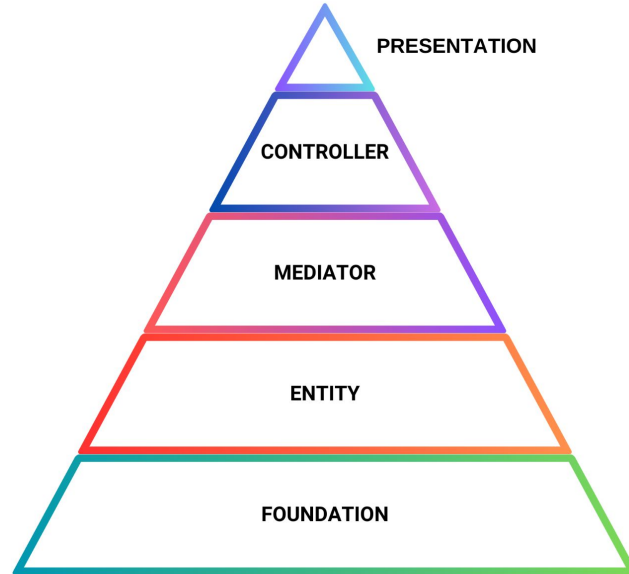 PRESENTATION
CONTROLLER
MEDIATOR
ENTITY
FOUNDATION